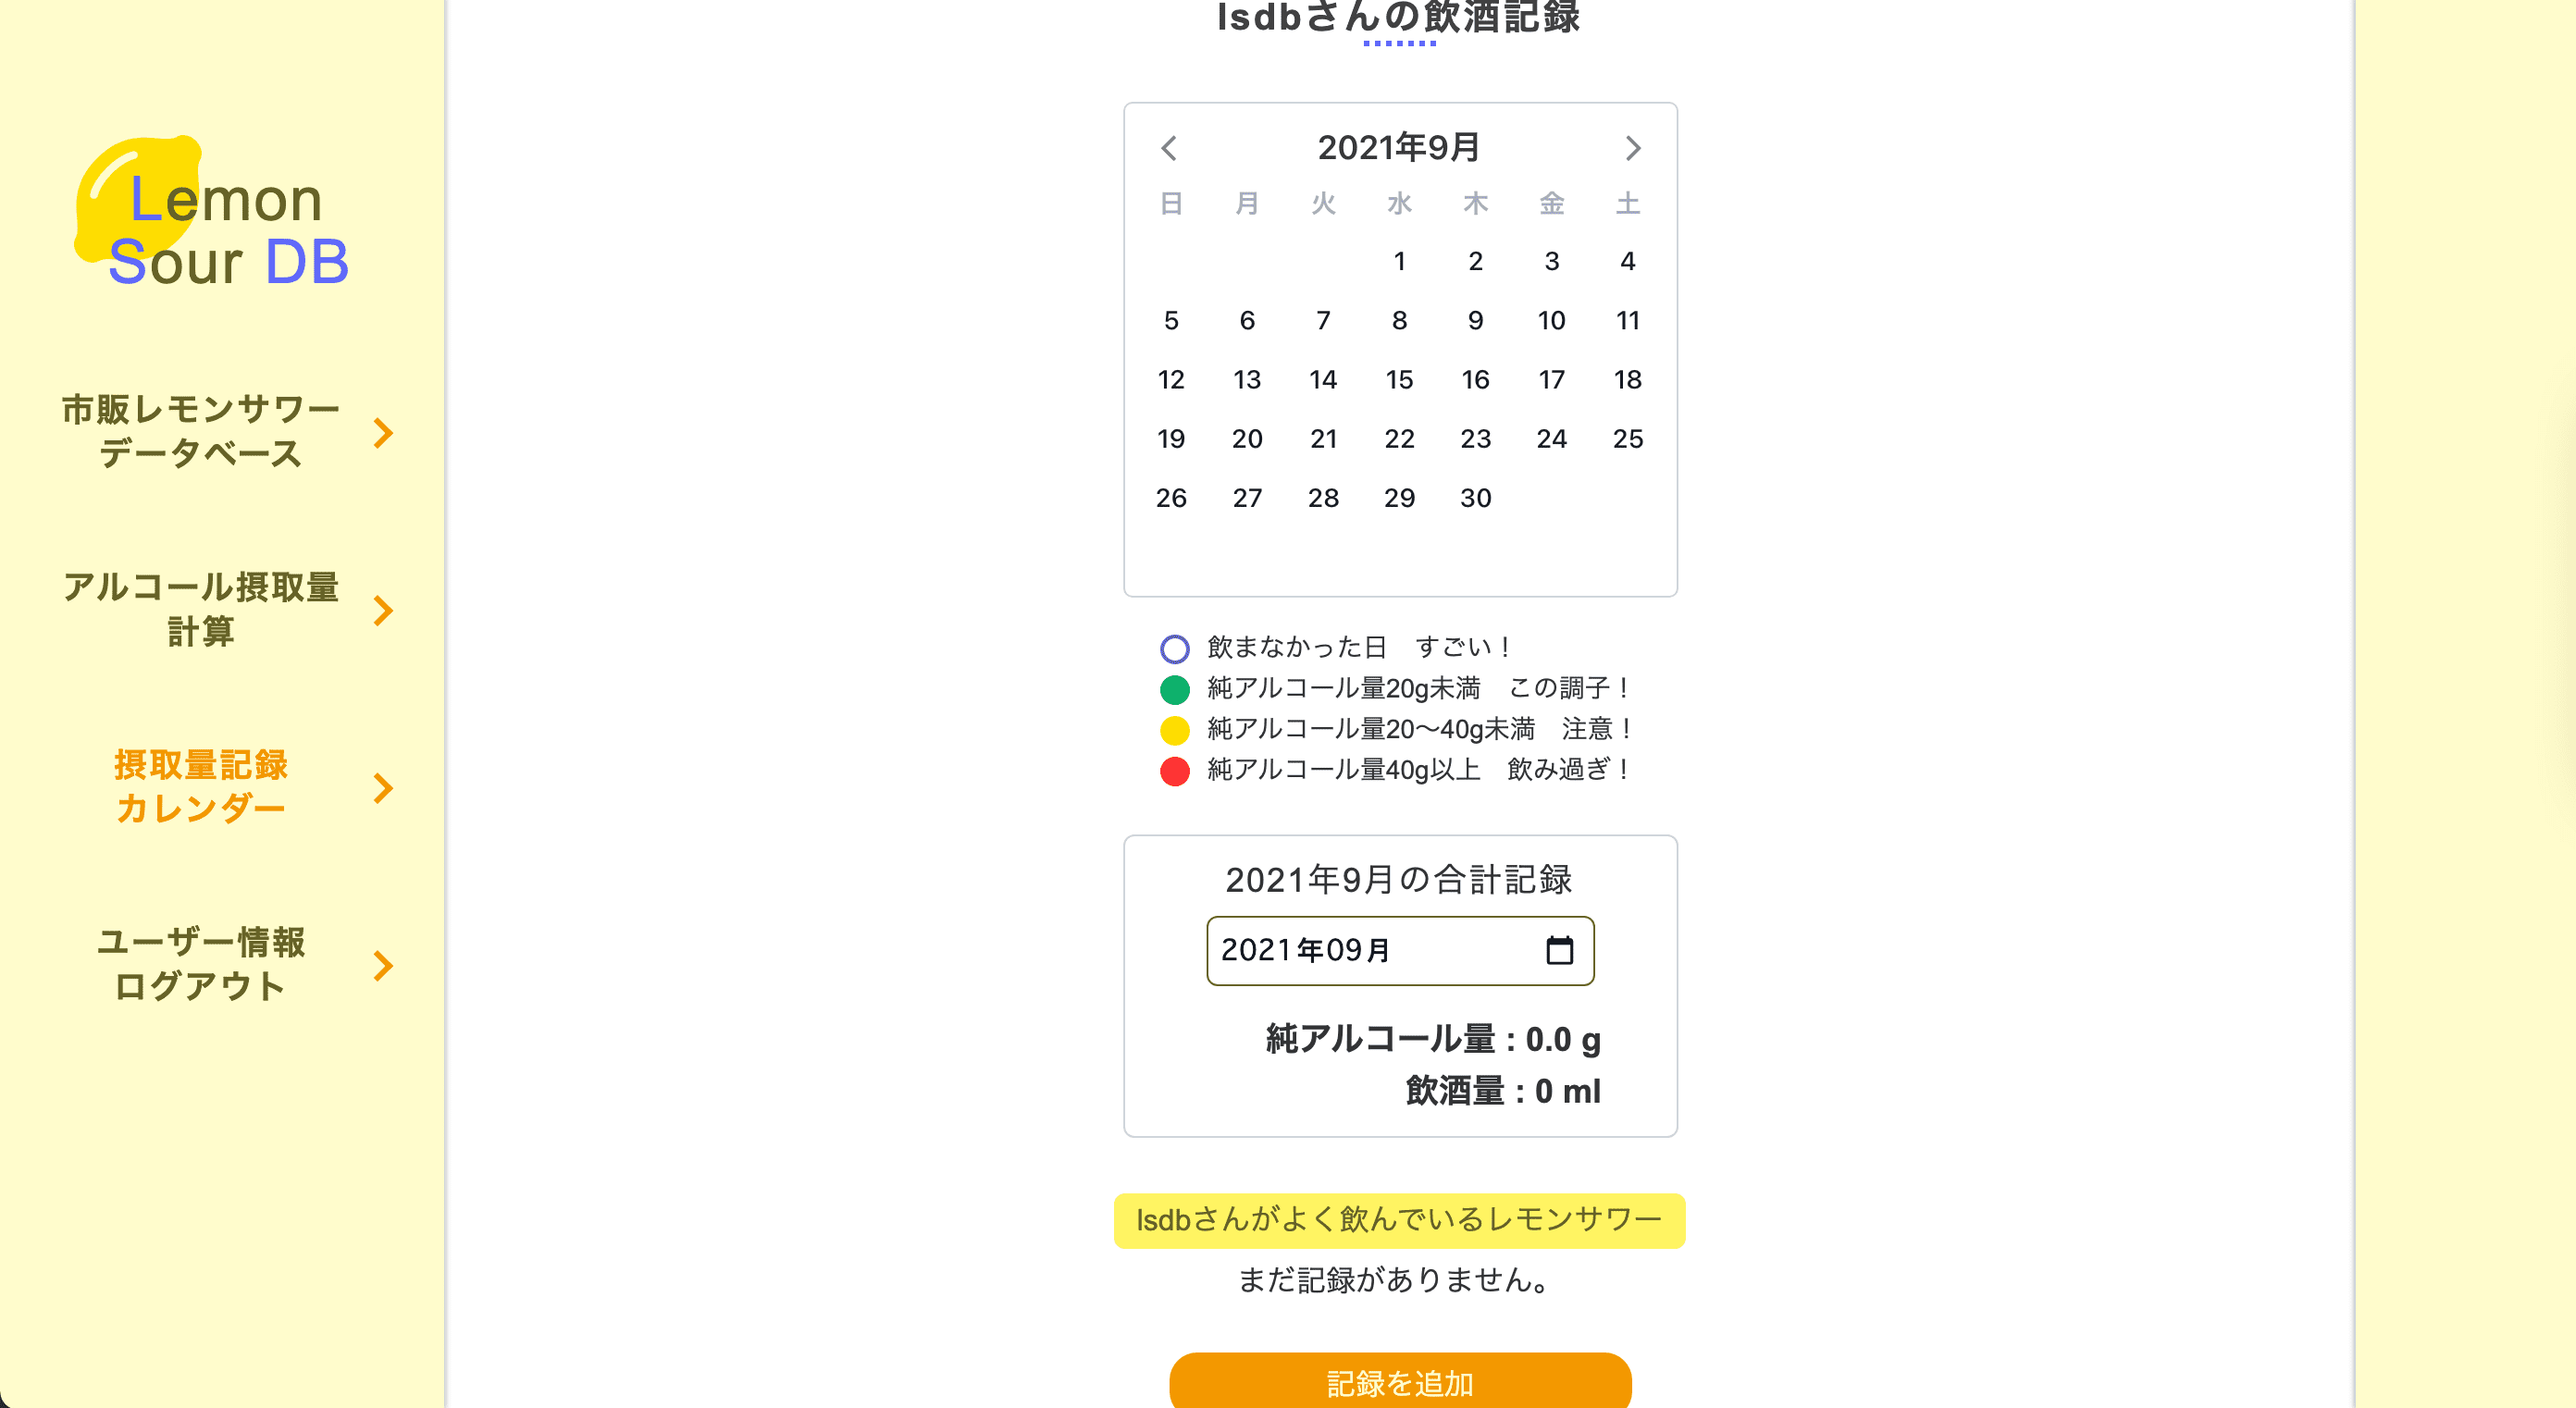 Lemon
Sour DB
市販レモンサワー
データベース
アルコール摂取量
計算
摂取量記録
カレンダー
ユーザー情報
ログアウト
lsdbさんの飲酒記録
2021年9月
日 月 火 水 木 金 土
1 2 3 4
5 6 7 8 9 10 11
12 13 14 15 16 17 18
19 20 21 22 23 24 25
26 27 28 29 30
飲まなかった日　すごい！
純アルコール量20g未満　この調子！
純アルコール量20〜40g未満　注意！
純アルコール量40g以上　飲み過ぎ！
2021年9月の合計記録
2021年09月
純アルコール量 : 0.0 g
飲酒量 : 0 ml
lsdbさんがよく飲んでいるレモンサワー
まだ記録がありません。
記録を追加